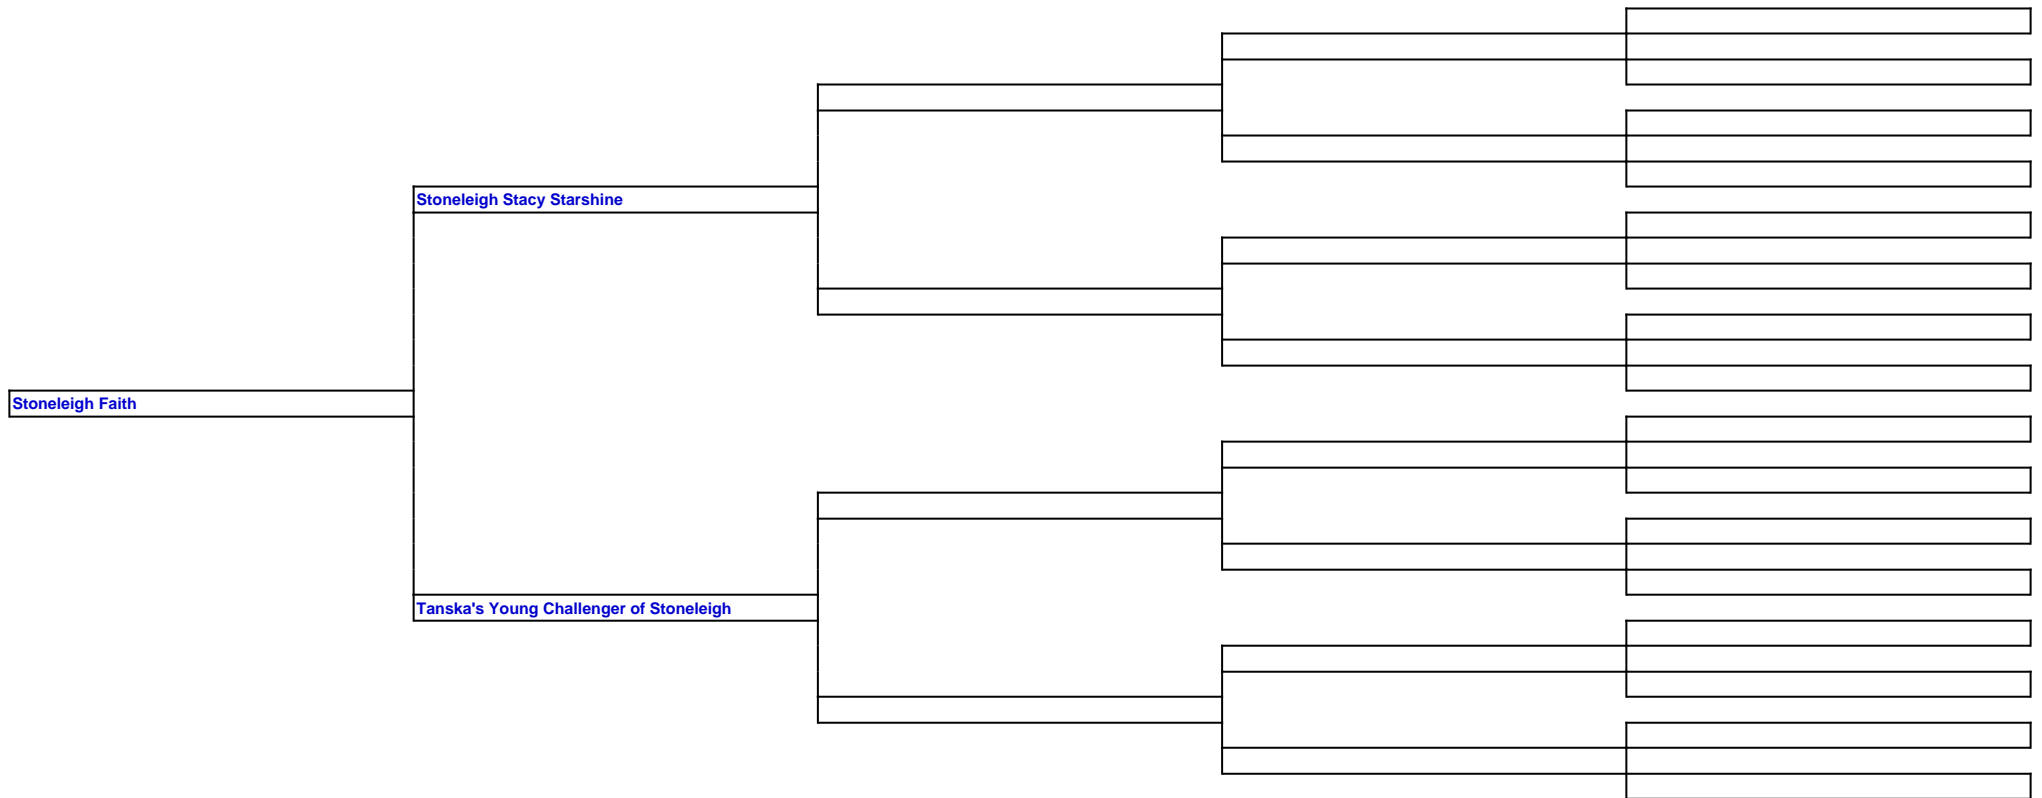 Stoneleigh Stacy Starshine
Stoneleigh Faith
Tanska's Young Challenger of Stoneleigh